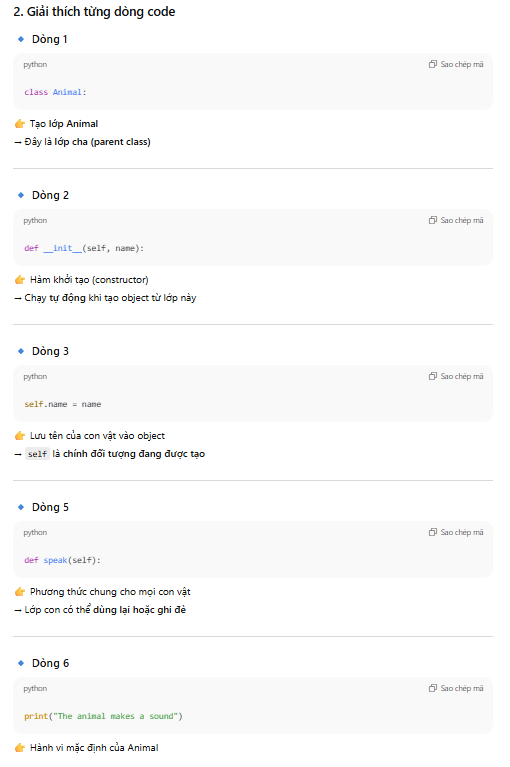 2. Giải thích từng dòng code
Dòng 1
python
Sao chép mã
class Animal:
Tạo lớp Animal
→ Đây là lớp cha (parent class)
Dòng 2
python
Sao chép mã
def __init__(self, name):
Hàm khởi tạo (constructor)
→ Chạy tự động khi tạo object từ lớp này
Dòng 3
python
Sao chép mã
self.name = name
Lưu tên của con vật vào object
→ self là chính đối tượng đang được tạo
Dòng 5
python
Sao chép mã
def speak(self):
Phương thức chung cho mọi con vật
→ Lớp con có thể dùng lại hoặc ghi đè
Dòng 6
python
Sao chép mã
print("The animal makes a sound")
Hành vi mặc định của Animal